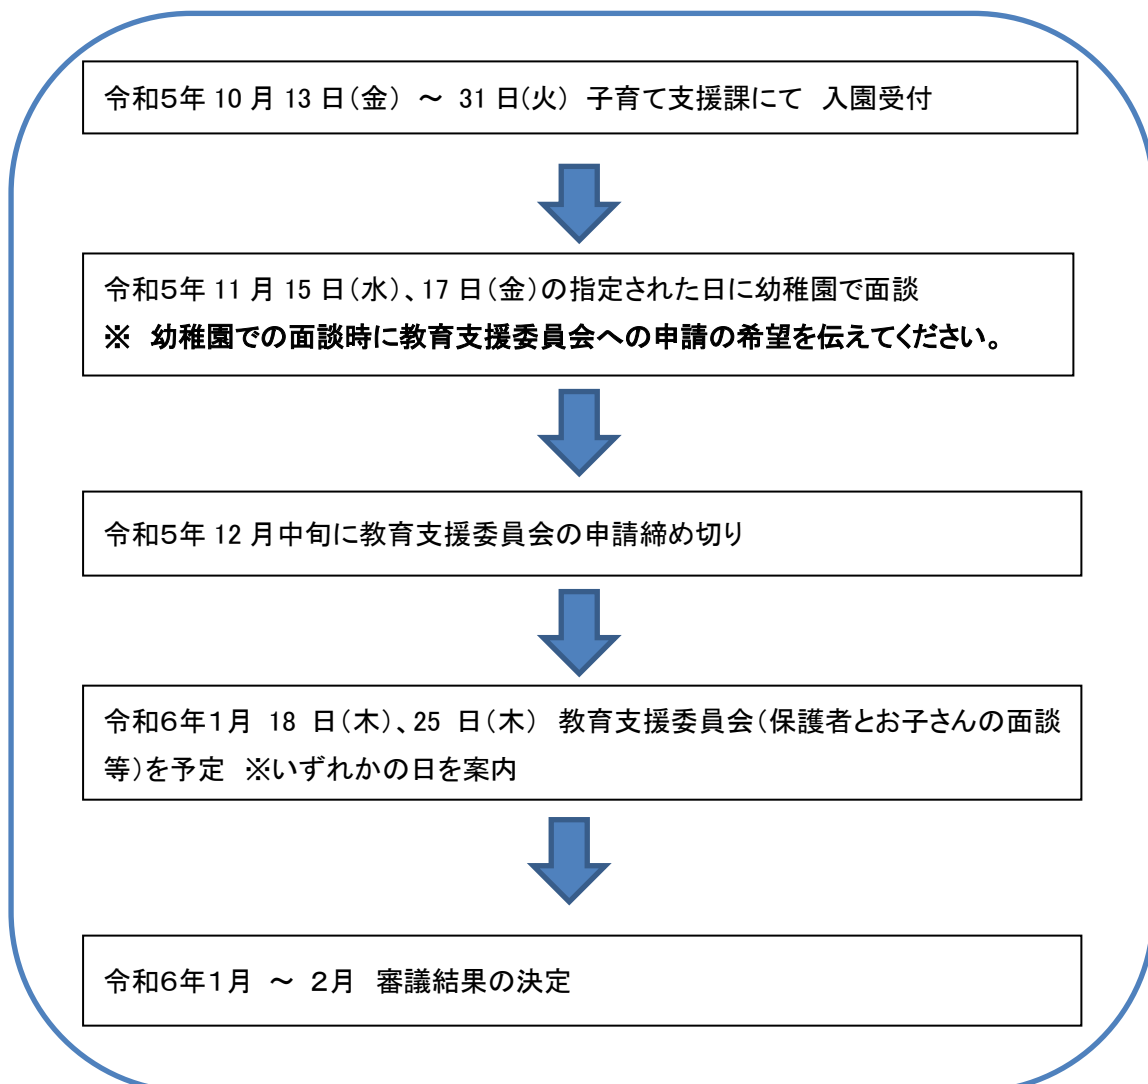 令和5年 10 月 13 日(金) ～ 31 日(火) 子育て支援課にて 入園受付
令和5年 11 月 15 日(水)、17 日(金)の指定された日に幼稚園で面談
※ 幼稚園での面談時に教育支援委員会への申請の希望を伝えてください。
令和5年 12 月中旬に教育支援委員会の申請締め切り
令和6年1月 18 日(木)、25 日(木) 教育支援委員会(保護者とお子さんの面談
等)を予定 ※いずれかの日を案内
令和6年1月 ～ 2月 審議結果の決定